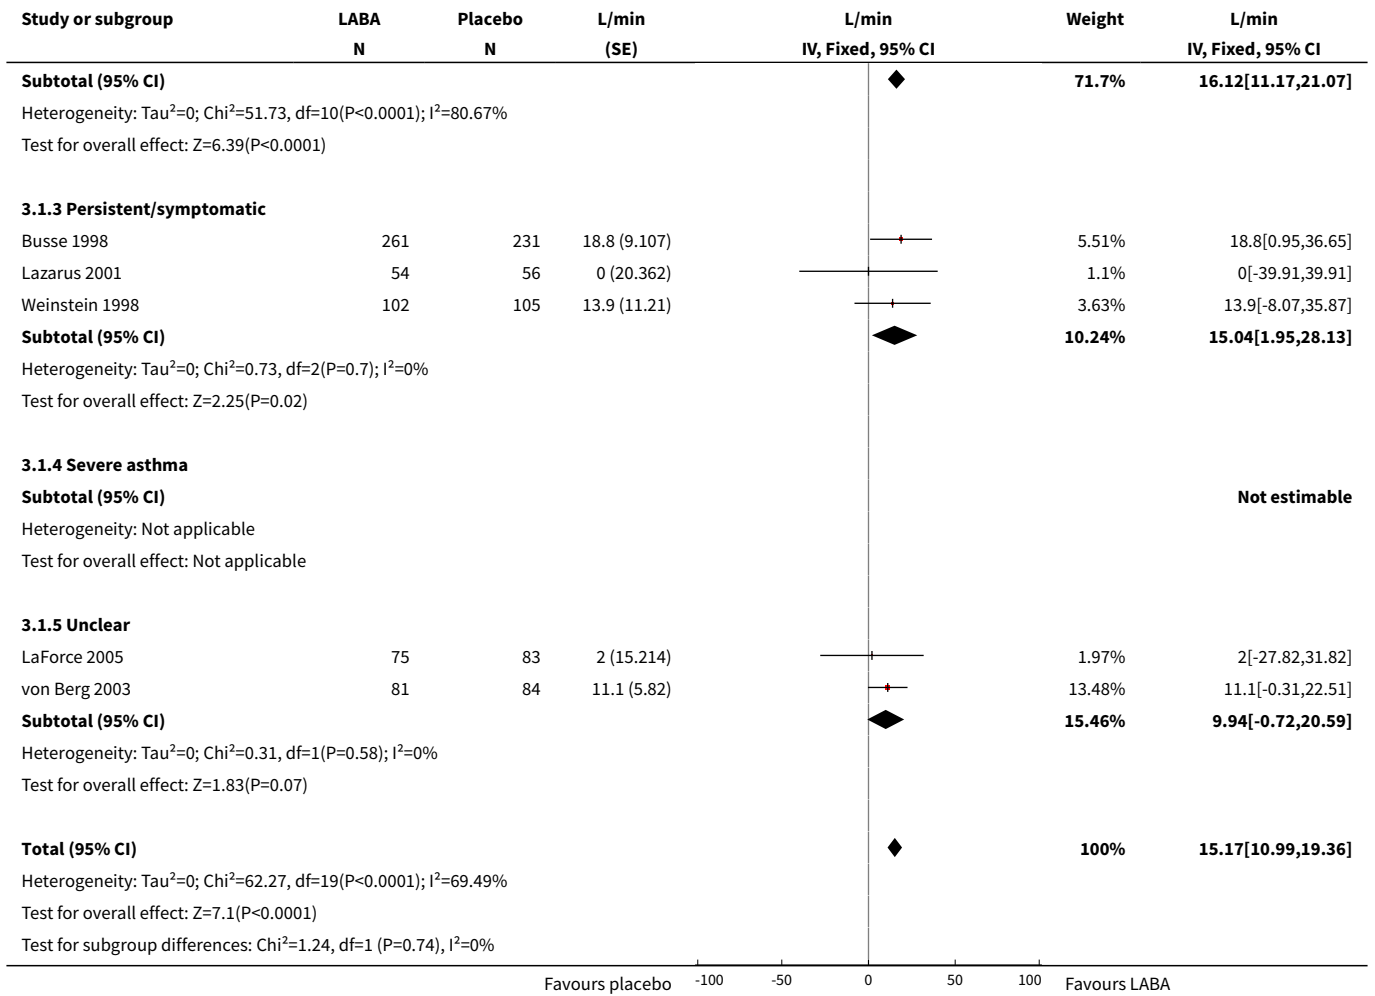 Study or subgroup LABA Placebo L/min L/min Weight L/min
N N (SE) IV, Fixed, 95% CI IV, Fixed, 95% CI
Subtotal (95% CI) 71.7% 16.12[11.17,21.07]
Heterogeneity: Tau²=0; Chi²=51.73, df=10(P<0.0001); I²=80.67%
Test for overall effect: Z=6.39(P<0.0001)
3.1.3 Persistent/symptomatic
Busse 1998 261 231 18.8 (9.107) 5.51% 18.8[0.95,36.65]
Lazarus 2001 54 56 0 (20.362) 1.1% 0[-39.91,39.91]
Weinstein 1998 102 105 13.9 (11.21) 3.63% 13.9[-8.07,35.87]
Subtotal (95% CI) 10.24% 15.04[1.95,28.13]
Heterogeneity: Tau²=0; Chi²=0.73, df=2(P=0.7); I²=0%
Test for overall effect: Z=2.25(P=0.02)
3.1.4 Severe asthma
Subtotal (95% CI) Not estimable
Heterogeneity: Not applicable
Test for overall effect: Not applicable
3.1.5 Unclear
LaForce 2005 75 83 2 (15.214) 1.97% 2[-27.82,31.82]
von Berg 2003 81 84 11.1 (5.82) 13.48% 11.1[-0.31,22.51]
Subtotal (95% CI) 15.46% 9.94[-0.72,20.59]
Heterogeneity: Tau²=0; Chi²=0.31, df=1(P=0.58); I²=0%
Test for overall effect: Z=1.83(P=0.07)
Total (95% CI) 100% 15.17[10.99,19.36]
Heterogeneity: Tau²=0; Chi²=62.27, df=19(P<0.0001); I²=69.49%
Test for overall effect: Z=7.1(P<0.0001)
Test for subgroup differences: Chi²=1.24, df=1 (P=0.74), I²=0%
Favours placebo -100 -50 0 50 100 Favours LABA